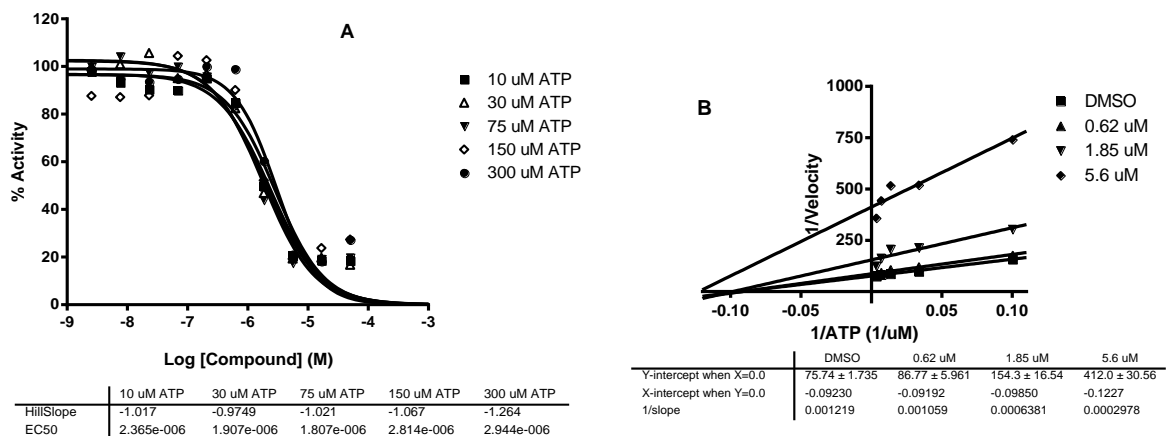 A
120
100
80
60
40
20
0
% Activity
-9 -8 -7 -6 -5 -4 -3
Log [Compound] (M)
10 uM ATP
30 uM ATP
75 uM ATP
150 uM ATP
300 uM ATP
10 uM ATP 30 uM ATP 75 uM ATP 150 uM ATP 300 uM ATP
HillSlope -1.017 -0.9749 -1.021 -1.067 -1.264
EC50 2.365e-006 1.907e-006 1.807e-006 2.814e-006 2.944e-006
B
1000
750
500
250
1/Velocity
-0.10 -0.05 0.05 0.10
1/ATP (1/uM)
DMSO
0.62 uM
1.85 uM
5.6 uM
DMSO 0.62 uM 1.85 uM 5.6 uM
Y-intercept when X=0.0 75.74 ± 1.735 86.77 ± 5.961 154.3 ± 16.54 412.0 ± 30.56
X-intercept when Y=0.0 -0.09230 -0.09192 -0.09850 -0.1227
1/slope 0.001219 0.001059 0.0006381 0.0002978